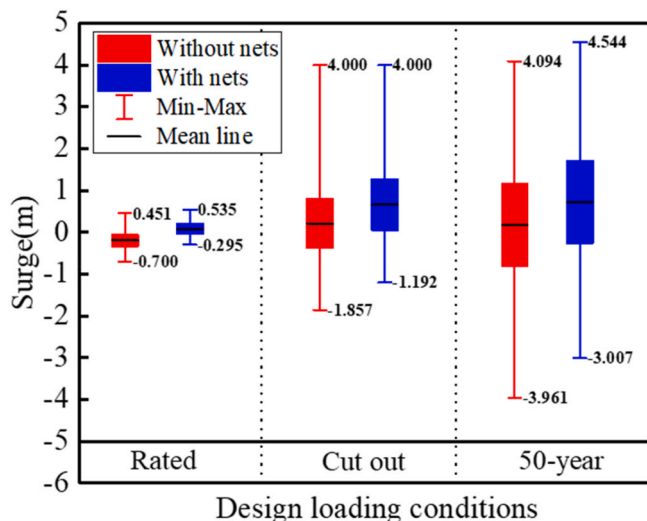 5
4
3
2
1
0
-1
-2
-3
-4
-5
-6
Surge(m)
Without nets
With nets
Min-Max
Mean line
0.451
-0.700
0.535
-0.295
4.000
-1.857
4.000
-1.192
4.094
-3.961
4.544
-3.007
Rated
Cut out
50-year
Design loading conditions